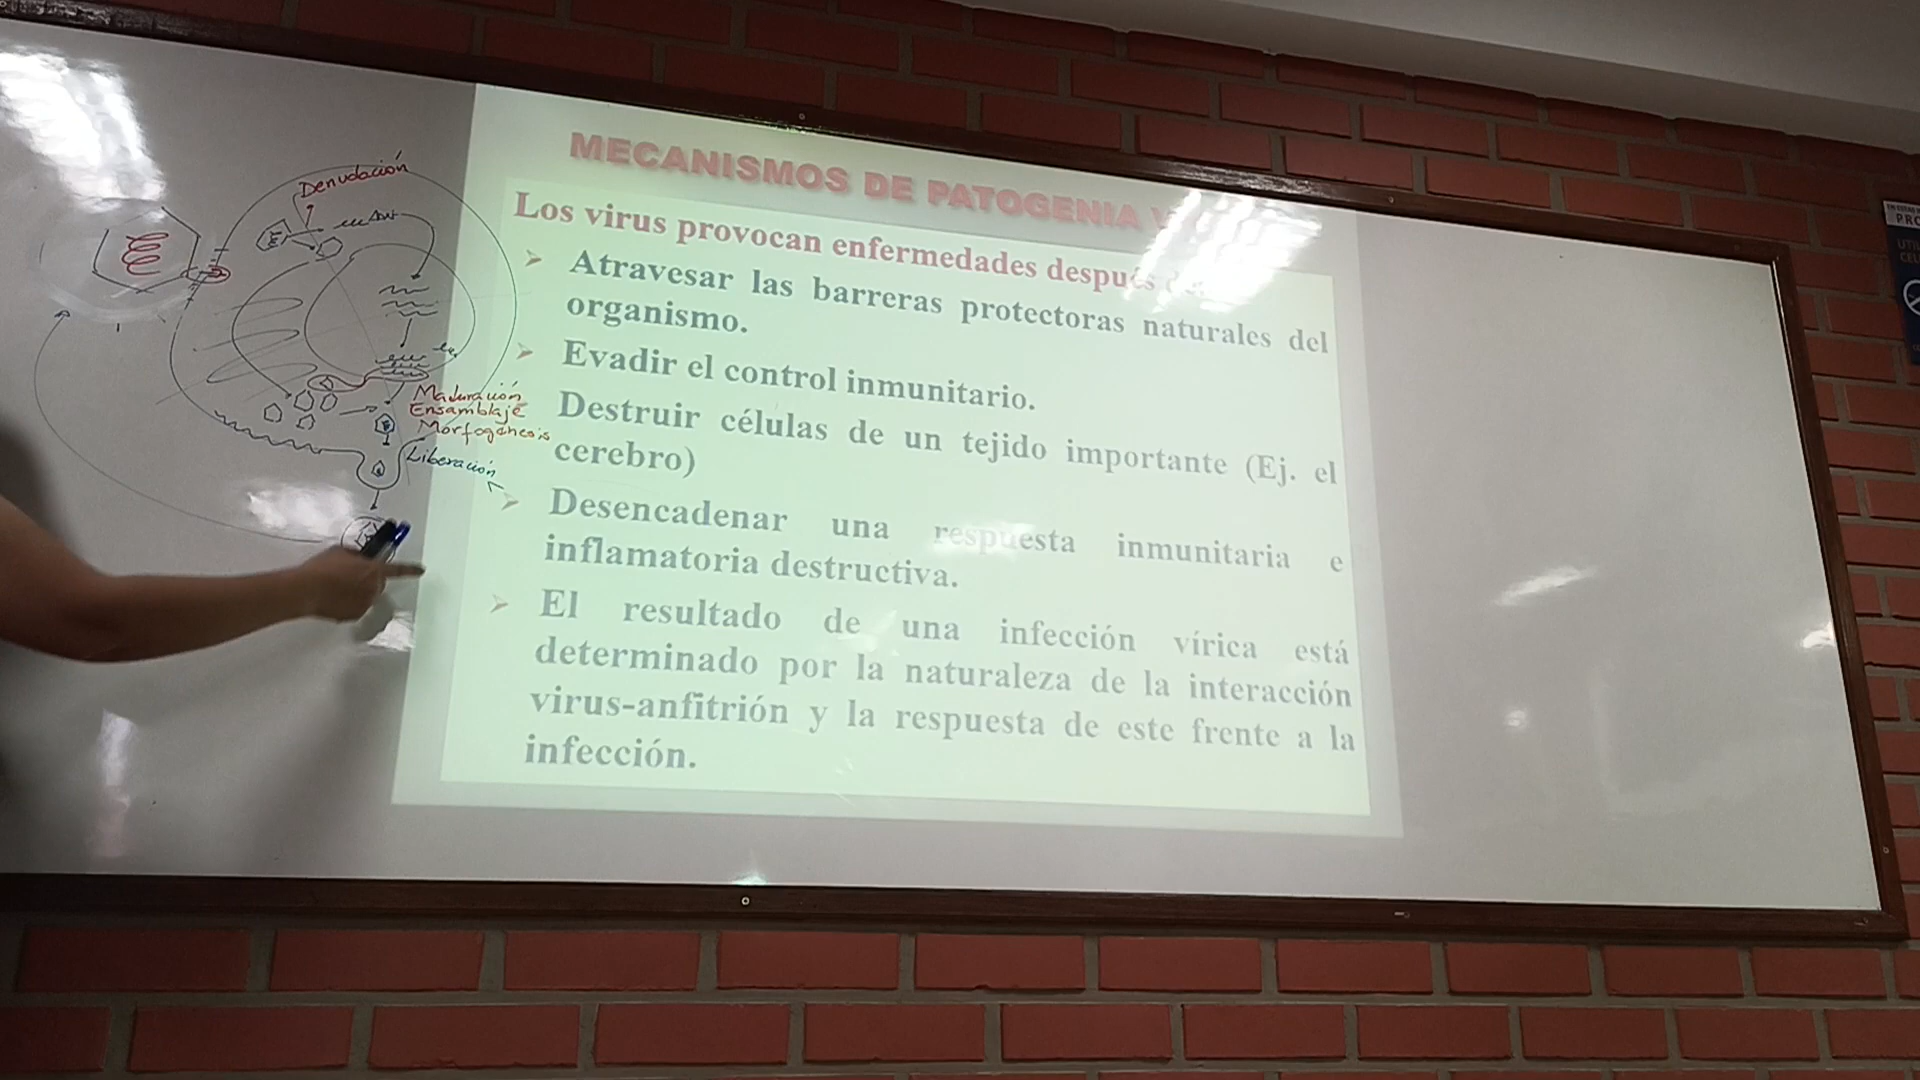 MECANISMOS DE PATOGENIA
Los virus provocan enfermedades después
Atravesar las barreras protectoras naturales del
organismo.
Evadir el control inmunitario.
Destruir células de un tejido importante (Ej. el
cerebro)
Desencadenar una respuesta inmunitaria e
inflamatoria destructiva.
El resultado de una infección vírica está
determinado por la naturaleza de la interacción
virus-anfitrión y la respuesta de este frente a la
infección.
Denudación
Maduración
Ensamblaje
Morfogénesis
Liberación
PRO